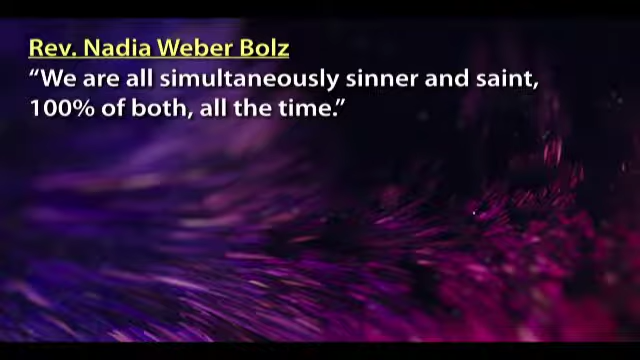 Rev. Nadia Weber Bolz
“We are all simultaneously sinner and saint,
100% of both, all the time.”